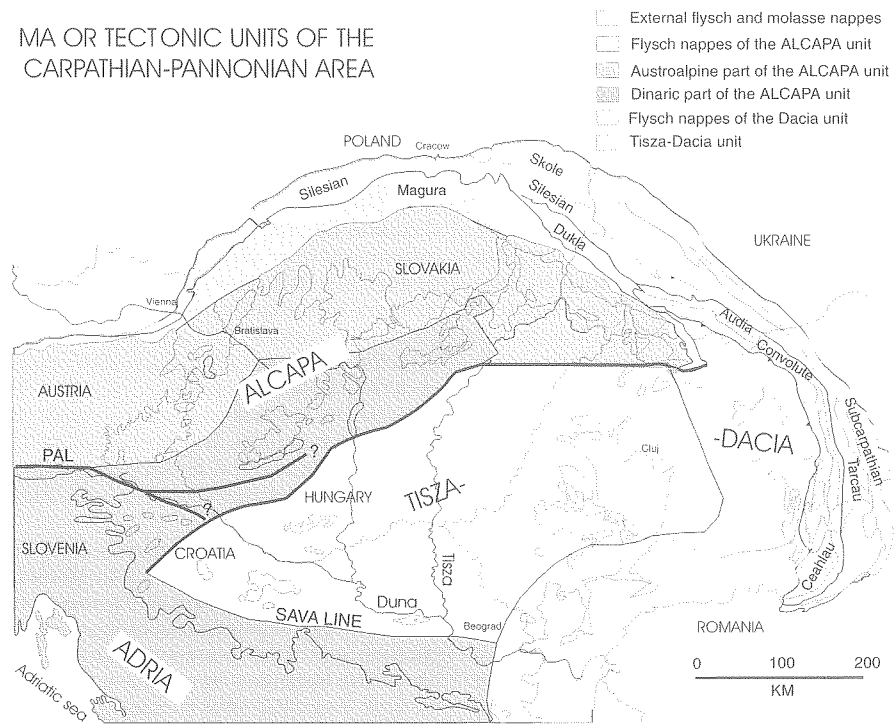 MA OR TECTONIC UNITS OF THE
CARPATHIAN-PANNONIAN AREA
External flysch and molasse nappes
Flysch nappes of the ALCAPA unit
Austroalpine part of the ALCAPA unit
Dinaric part of the ALCAPA unit
Flysch nappes of the Dacia unit
Tisza-Dacia unit
POLAND
Cracow
Skole
Silesian
Magura
Silesian
Dukla
UKRAINE
SLOVAKIA
Vienna
Bratislava
Audia
Convolute
ALCAPA
AUSTRIA
Subcarpathian
Tarcau
-DACIA
Cluj
PAL
?
TISZA-
HUNGARY
?
SLOVENIA
CROATIA
Tisza
Ceahlau
Duna
SAVA LINE
Beograd
ROMANIA
ADRIA
Adriatic sea
0 100 200
KM